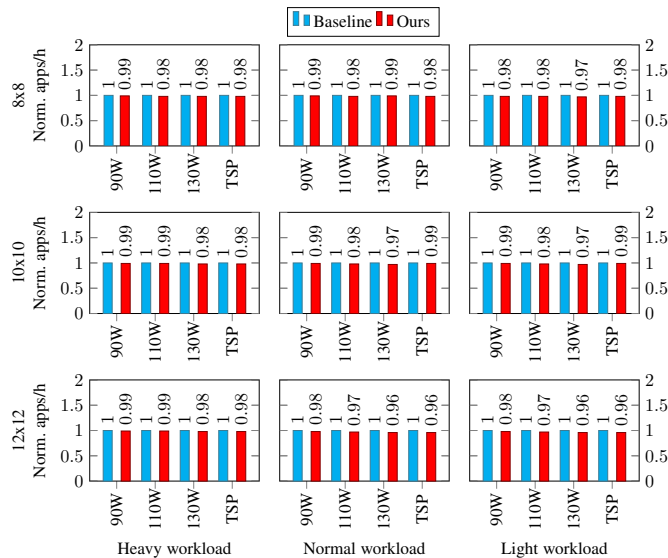 Baseline Ours
8x8
Norm. apps/h
2
1.5
1
0.5
0
1 0.99 1 0.98 1 0.98 1 0.98
90W 110W 130W TSP
1 0.99 1 0.98 1 0.99 1 0.98
90W 110W 130W TSP
1 0.98 1 0.98 1 0.97 1 0.98
90W 110W 130W TSP
2
1.5
1
0.5
0
10x10
Norm. apps/h
2
1.5
1
0.5
0
1 0.99 1 0.99 1 0.98 1 0.98
90W 110W 130W TSP
1 0.99 1 0.98 1 0.97 1 0.99
90W 110W 130W TSP
1 0.99 1 0.98 1 0.97 1 0.99
90W 110W 130W TSP
2
1.5
1
0.5
0
12x12
Norm. apps/h
2
1.5
1
0.5
0
1 0.99 1 0.99 1 0.98 1 0.98
90W 110W 130W TSP
1 0.98 1 0.97 1 0.96 1 0.96
90W 110W 130W TSP
1 0.98 1 0.97 1 0.96 1 0.96
90W 110W 130W TSP
2
1.5
1
0.5
0
Heavy workload
Normal workload
Light workload